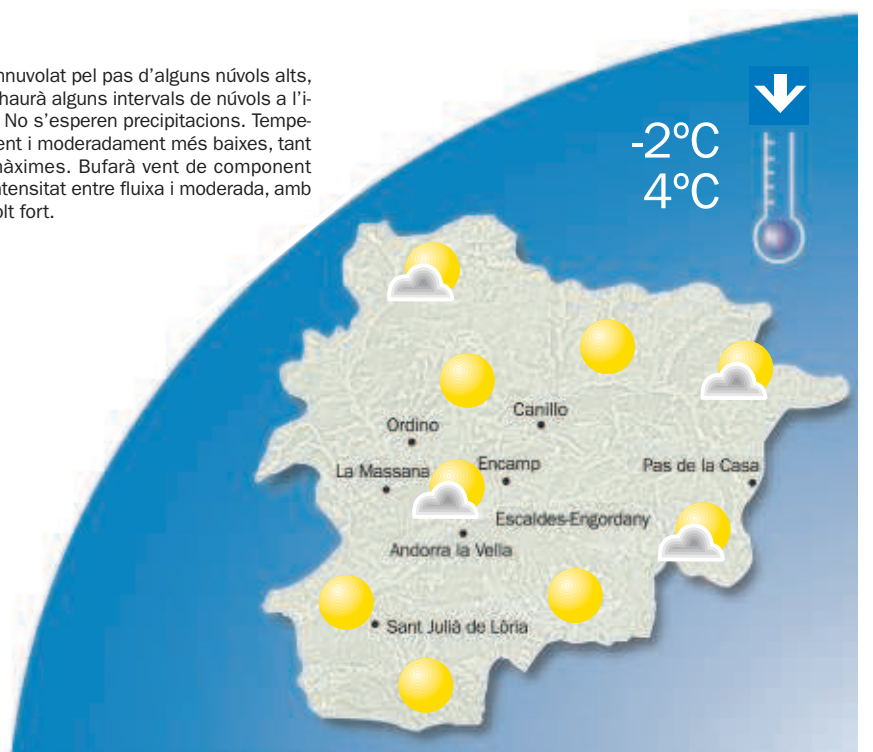 nnuvolat pel pas d'alguns núvols alts,
haurà alguns intervals de núvols a l'i-
No s'esperen precipitacions. Tempe-
ent i moderadament més baixes, tant
màximes. Bufarà vent de component
ntensitat entre fluixa i moderada, amb
olt fort.
-2ºC
4ºC
Canillo
Ordino
La Massana
Encamp
Pas de la Casa
Escaldes-Engordany
Andorra la Vella
Sant Julià de Lòria